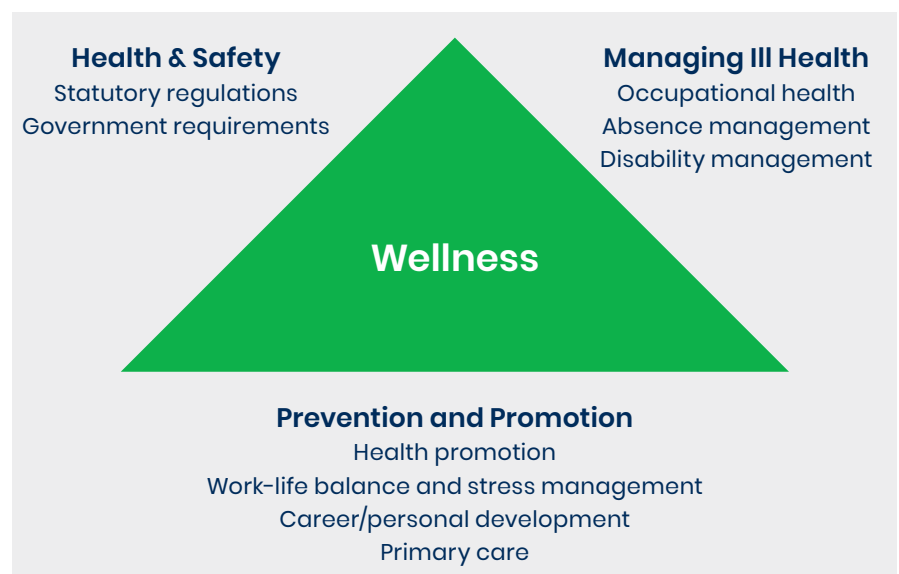 Health & Safety
Statutory regulations
Government requirements
Managing Ill Health
Occupational health
Absence management
Disability management
Wellness
Prevention and Promotion
Health promotion
Work-life balance and stress management
Career/personal development
Primary care